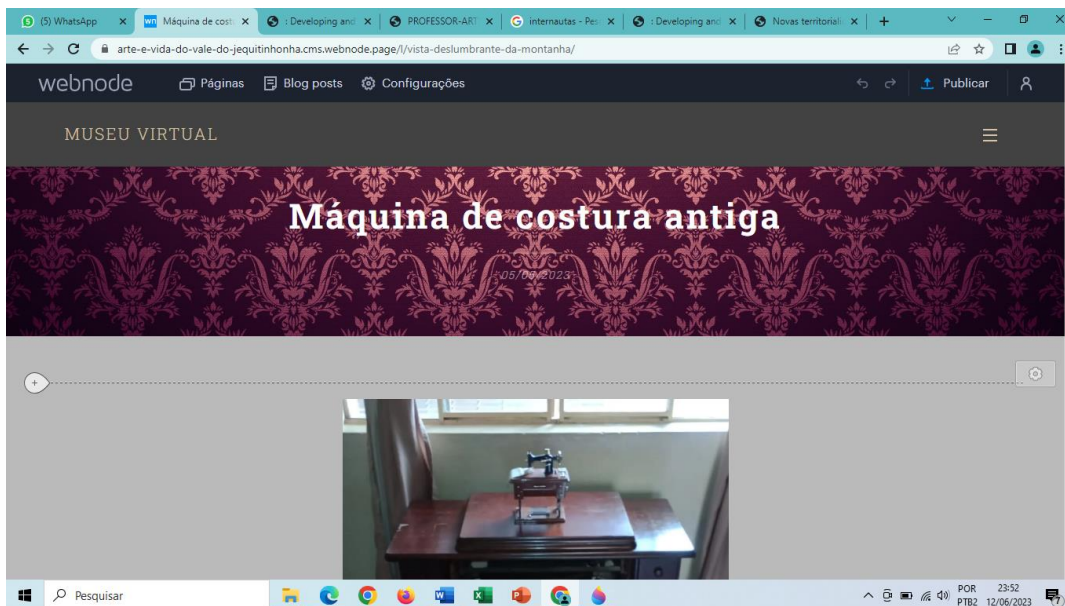 (5) WhatsApp
Máquina de cost
: Developing and
PROFESSOR-ART
internautas - Pes
: Developing and
Novas territoriali
arte-e-vida-do-vale-do-jequitinhonha.cms.webnode.page/l/vista-deslumbrante-da-montanha/
webnode
Páginas
Blog posts
Configurações
Publicar
MUSEU VIRTUAL
Máquina de costura antiga
05/06/2023
Pesquisar
POR
23:52
PTB2
12/06/2023